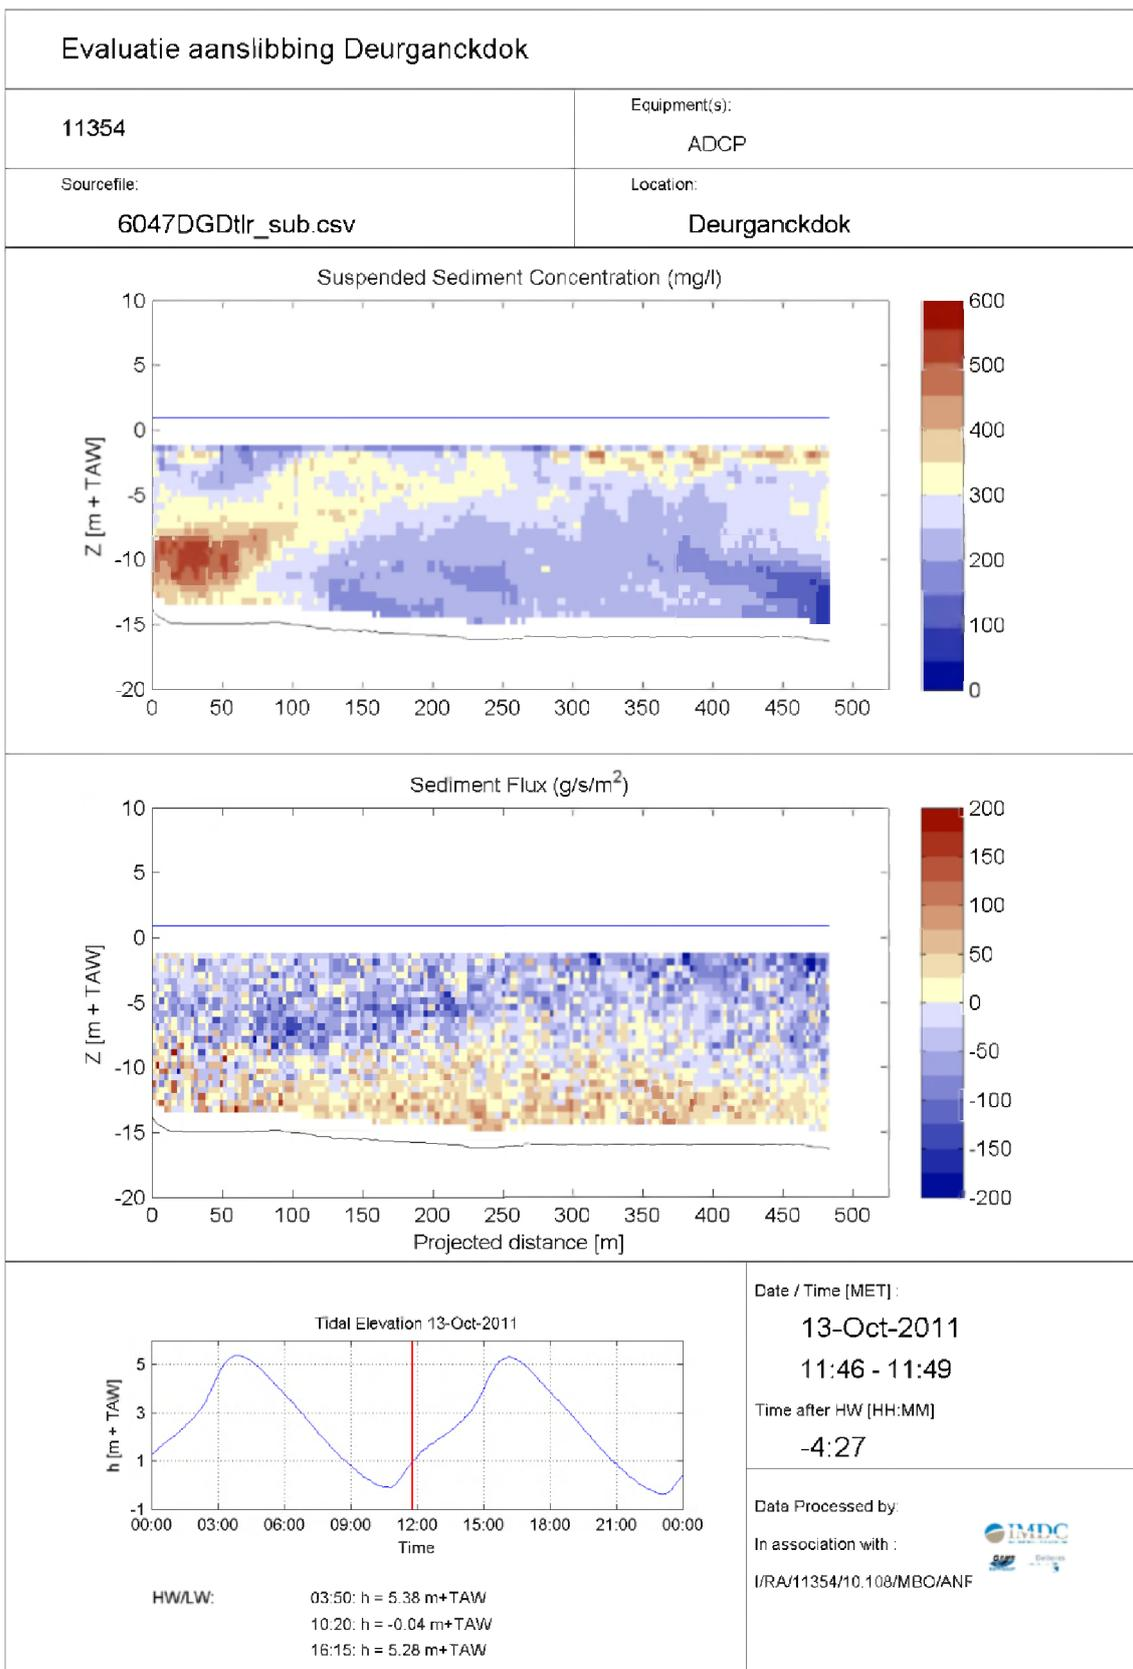 Evaluatie aanslibbing Deurganckdok
11354
Equipment(s):
ADCP
Sourcefile:
6047DGDtlr_sub.csv
Location:
Deurganckdok
Suspended Sediment Concentration (mg/l)
Z [m + TAW]
10
5
0
-5
-10
-15
-20
0 50 100 150 200 250 300 350 400 450 500
600
500
400
300
200
100
0
Sediment Flux (g/s/m2)
Z [m + TAW]
10
5
0
-5
-10
-15
-20
0 50 100 150 200 250 300 350 400 450 500
Projected distance [m]
200
150
100
50
0
-50
-100
-150
-200
Tidal Elevation 13-Oct-2011
h [m + TAW]
5
3
1
-1
00:00 03:00 06:00 09:00 12:00 15:00 18:00 21:00 00:00
Time
HW/LW:
03:50: h = 5.38 m+TAW
10:20: h = -0.04 m+TAW
16:15: h = 5.28 m+TAW
Date / Time [MET] :
13-Oct-2011
11:46 - 11:49
Time after HW [HH:MM]
-4:27
Data Processed by:
IMDC
In association with :
I/RA/11354/10.108/MBO/ANF